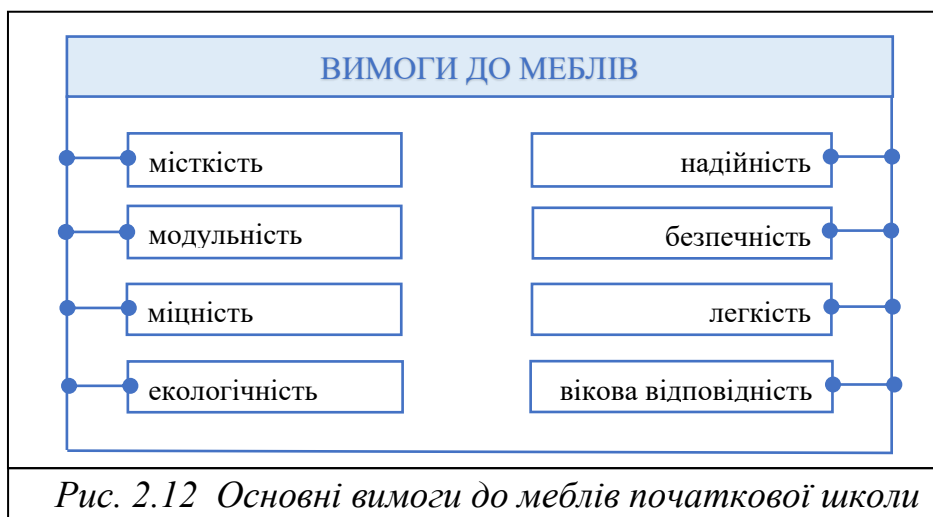 ВИМОГИ ДО МЕБЛІВ
місткість
надійність
модульність
безпечність
міцність
легкість
екологічність
вікова відповідність
Рис. 2.12 Основні вимоги до меблів початкової школи